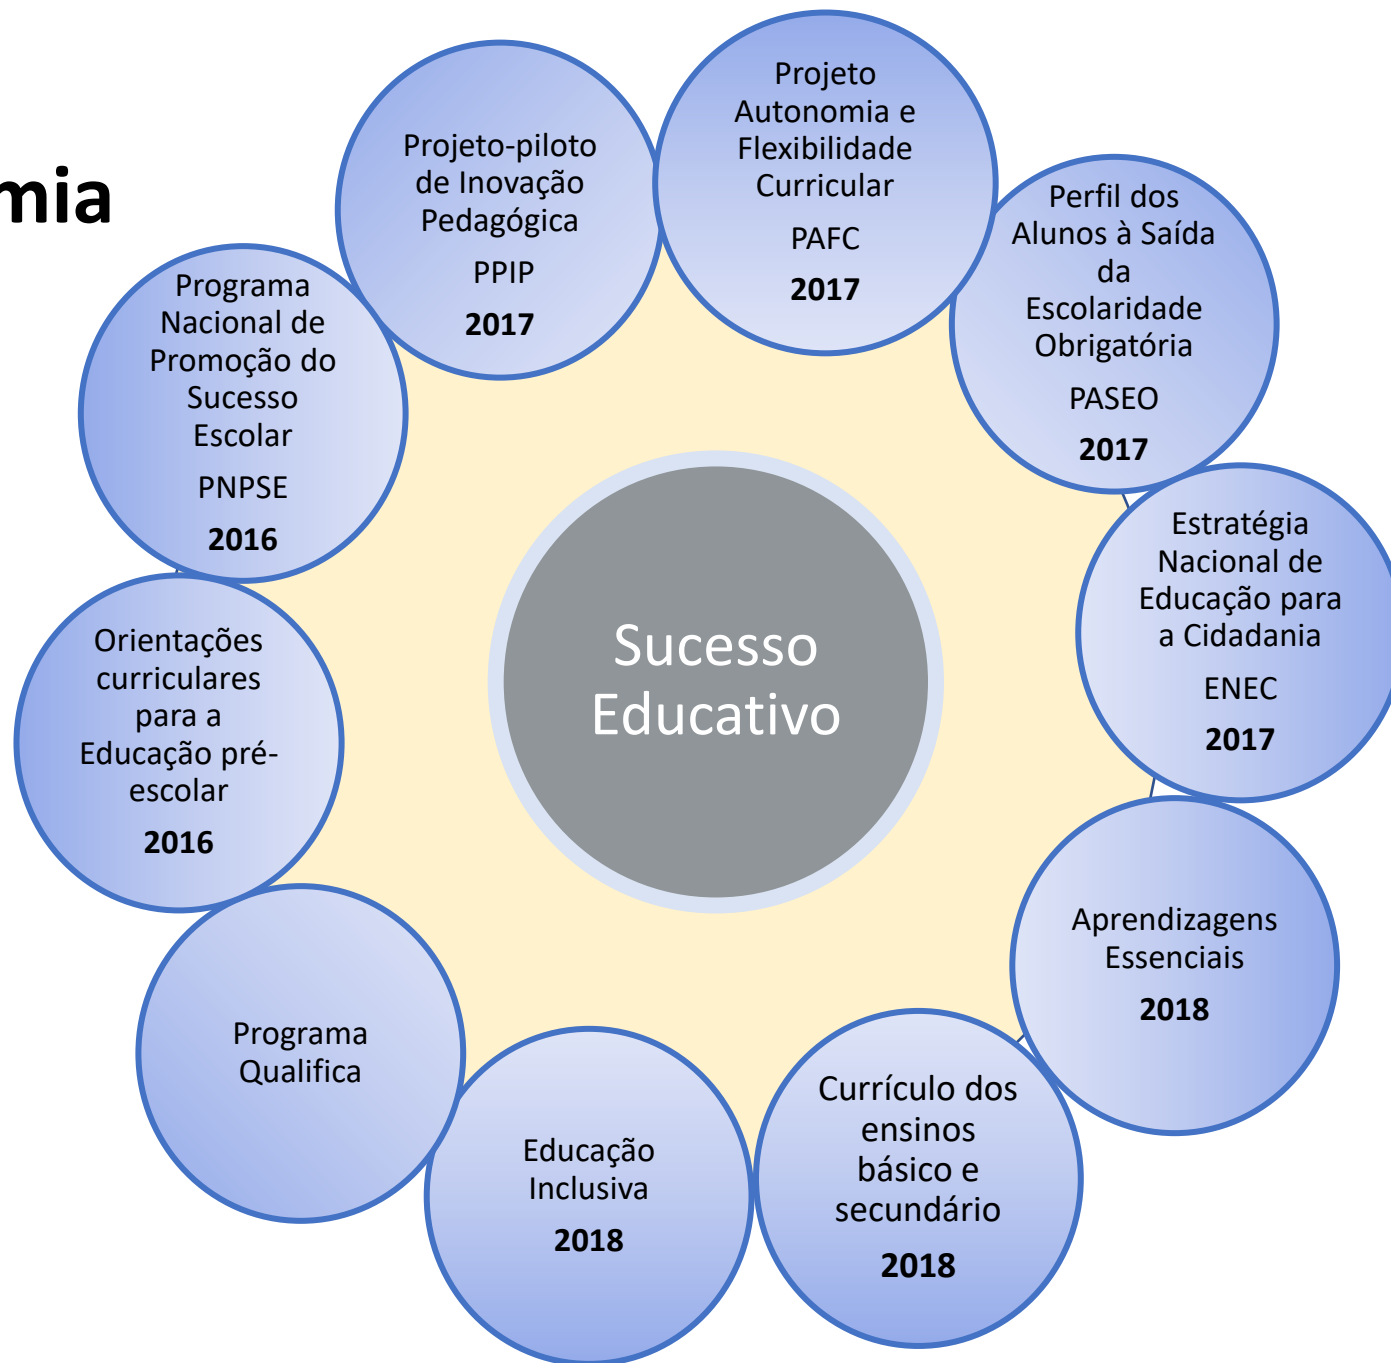 mia
Projeto
Autonomia e
Flexibilidade
Curricular
PAFC
2017
Perfil dos
Alunos à Saída
da
Escolaridade
Obrigatória
PASEO
2017
Estratégia
Nacional de
Educação para
a Cidadania
ENEC
2017
Aprendizagens
Essenciais
2018
Currículo dos
ensinos
básico e
secundário
2018
Educação
Inclusiva
2018
Programa
Qualifica
Orientações
curriculares
para a
Educação pré-
escolar
2016
Programa
Nacional de
Promoção do
Sucesso
Escolar
PNPSE
2016
Projeto-piloto
de Inovação
Pedagógica
PPIP
2017
Sucesso
Educativo